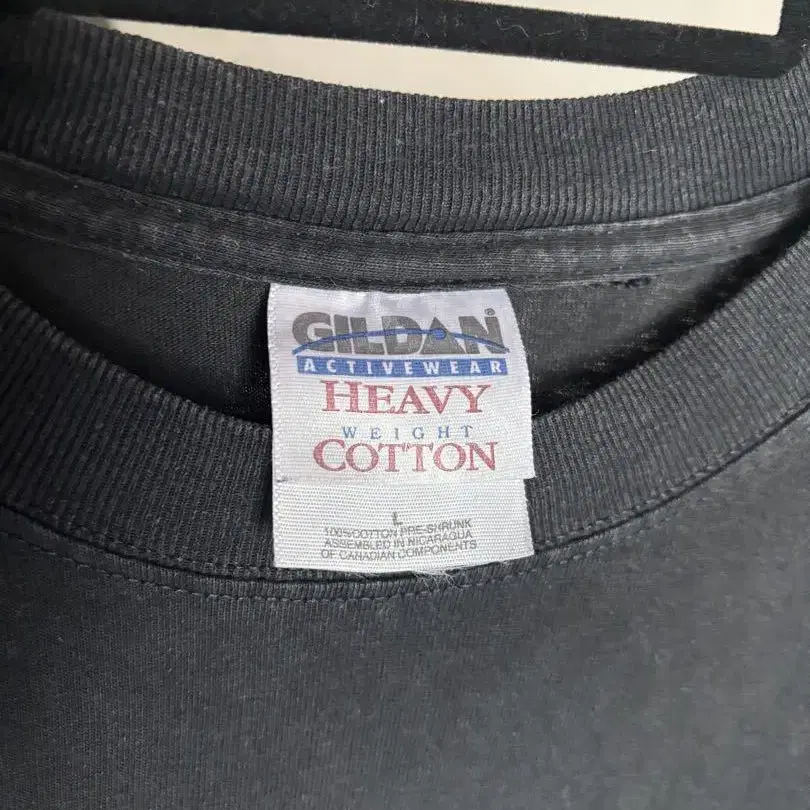 GILDAN®
ACTIVEWEAR
HEAVY
WEIGHT
COTTON
L
100% COTTON PRE-SHRUNK
ASSEMBLED IN NICARAGUA
OF CANADIAN COMPONENTS